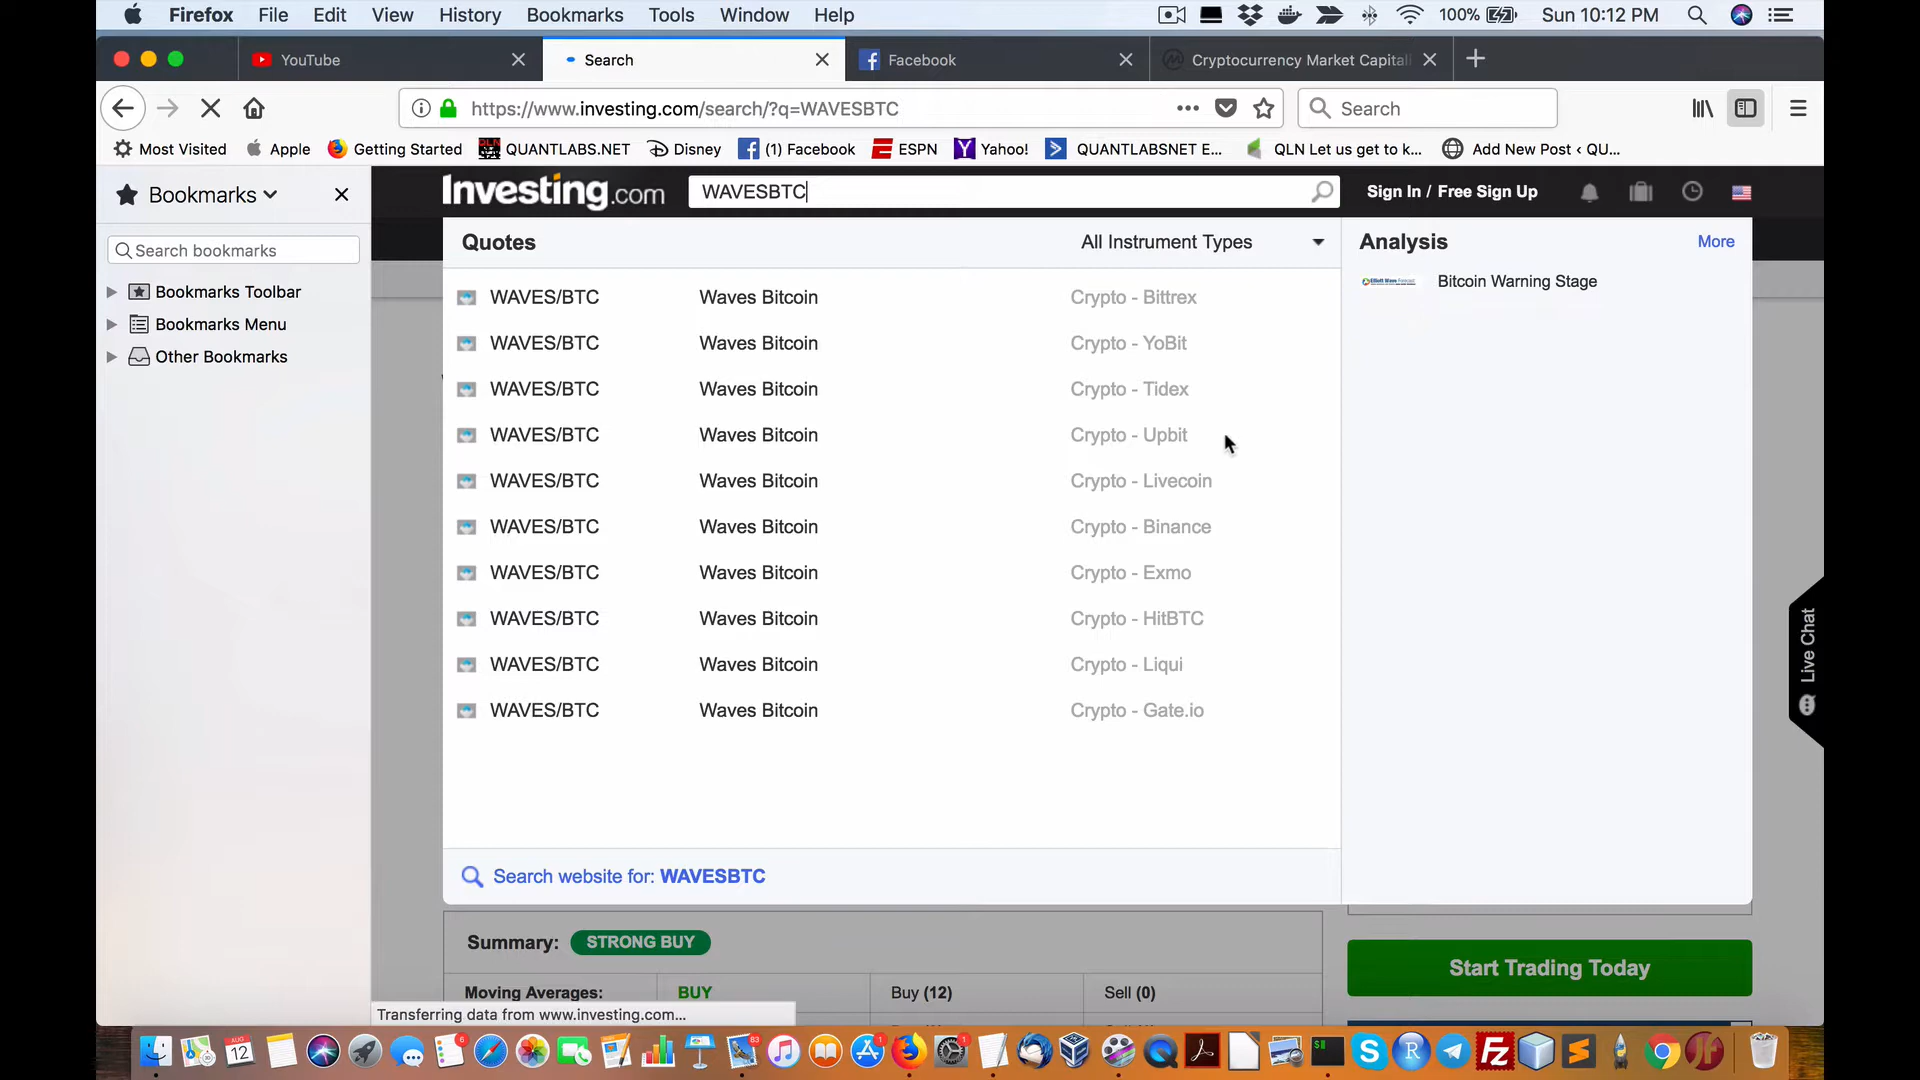 Firefox File Edit View History Bookmarks Tools Window Help 100% Sun 10:12 PM
YouTube Search Facebook Cryptocurrency Market Capitali
https://www.investing.com/search/?q=WAVESBTC Search
Most Visited Apple Getting Started QUANTLABS.NET Disney (1) Facebook ESPN Yahoo! QUANTLABSNET E... QLN Let us get to k... Add New Post ‹ QU...
Bookmarks
Search bookmarks
Bookmarks Toolbar
Bookmarks Menu
Other Bookmarks
Investing.com WAVESBTC Sign In / Free Sign Up
Quotes All Instrument Types Analysis More
Bitcoin Warning Stage
WAVES/BTC Waves Bitcoin Crypto - Bittrex
WAVES/BTC Waves Bitcoin Crypto - YoBit
WAVES/BTC Waves Bitcoin Crypto - Tidex
WAVES/BTC Waves Bitcoin Crypto - Upbit
WAVES/BTC Waves Bitcoin Crypto - Livecoin
WAVES/BTC Waves Bitcoin Crypto - Binance
WAVES/BTC Waves Bitcoin Crypto - Exmo
WAVES/BTC Waves Bitcoin Crypto - HitBTC
WAVES/BTC Waves Bitcoin Crypto - Liqui
WAVES/BTC Waves Bitcoin Crypto - Gate.io
Live Chat
Search website for: WAVESBTC
Summary: STRONG BUY
Start Trading Today
Moving Averages: BUY Buy (12) Sell (0)
Transferring data from www.investing.com...